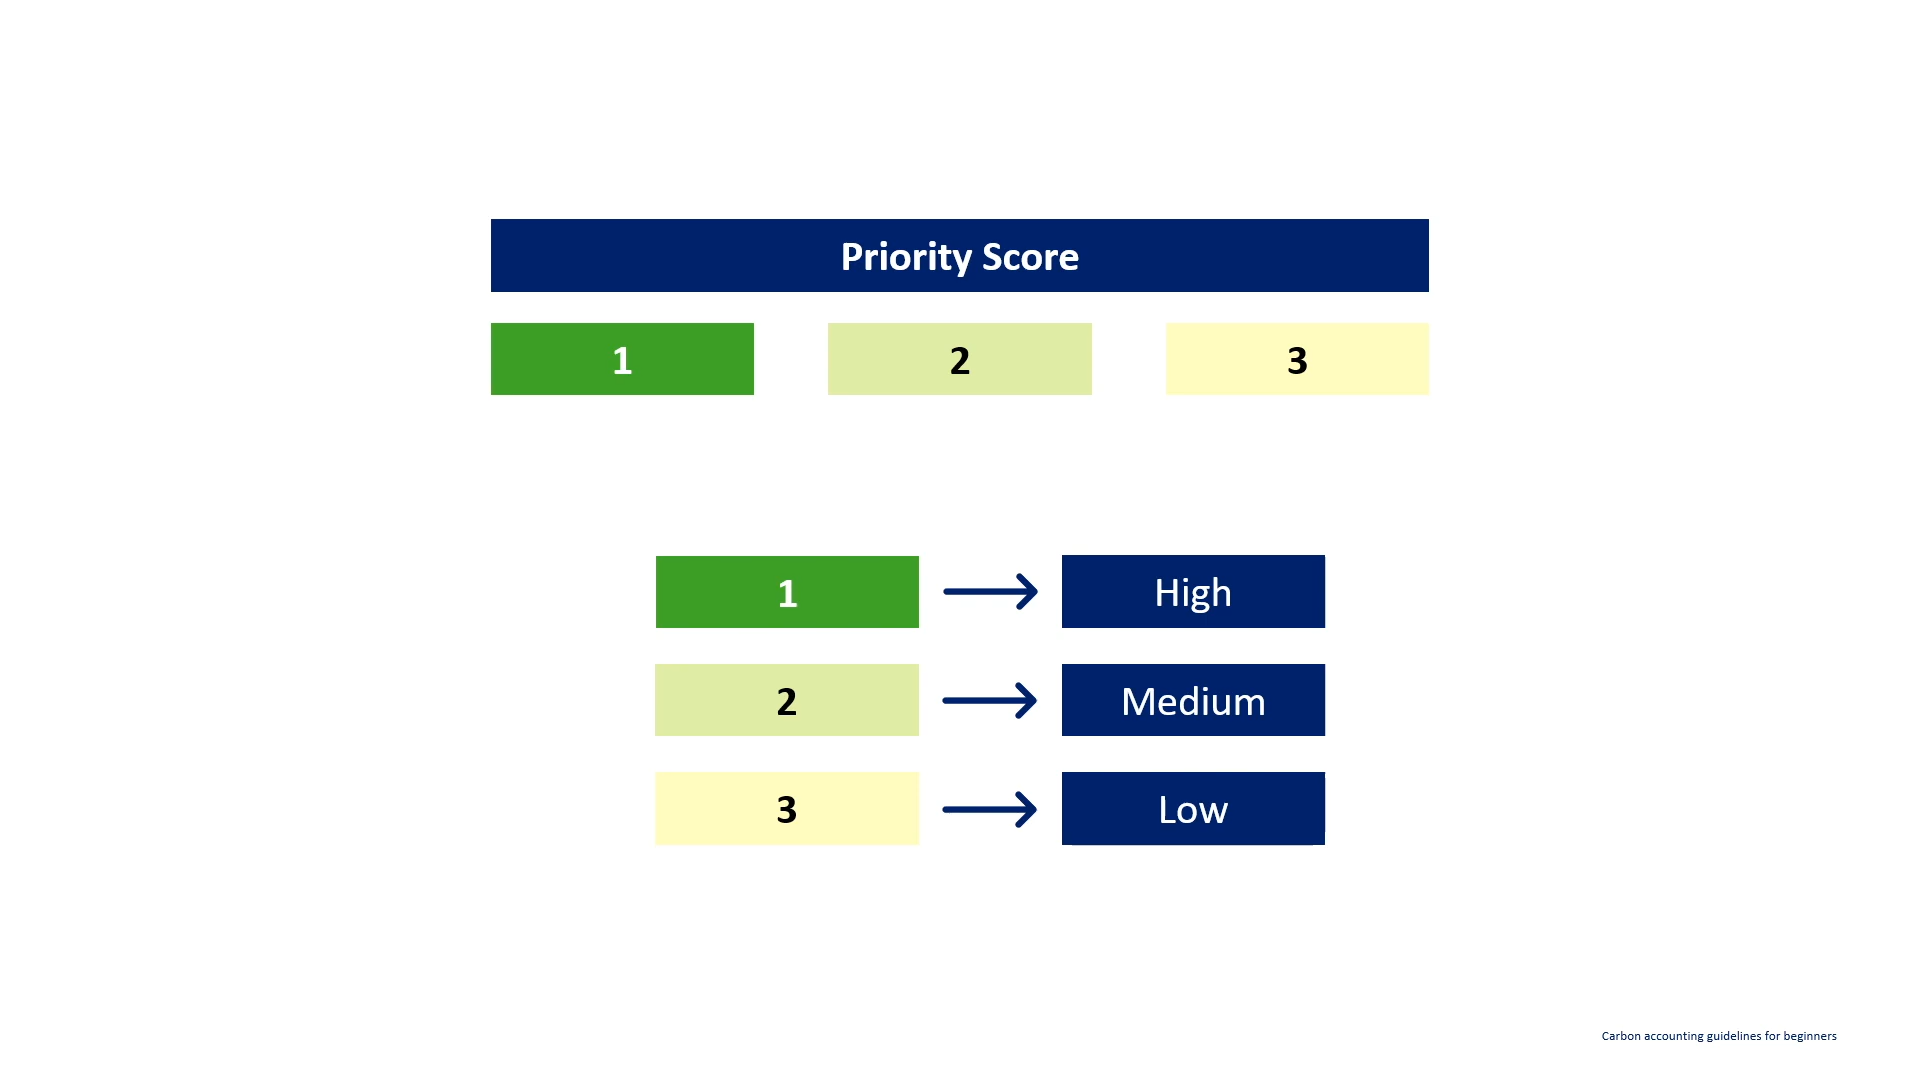 Priority Score
1
2
3
1
High
2
Medium
3
Low
Carbon accounting guidelines for beginners